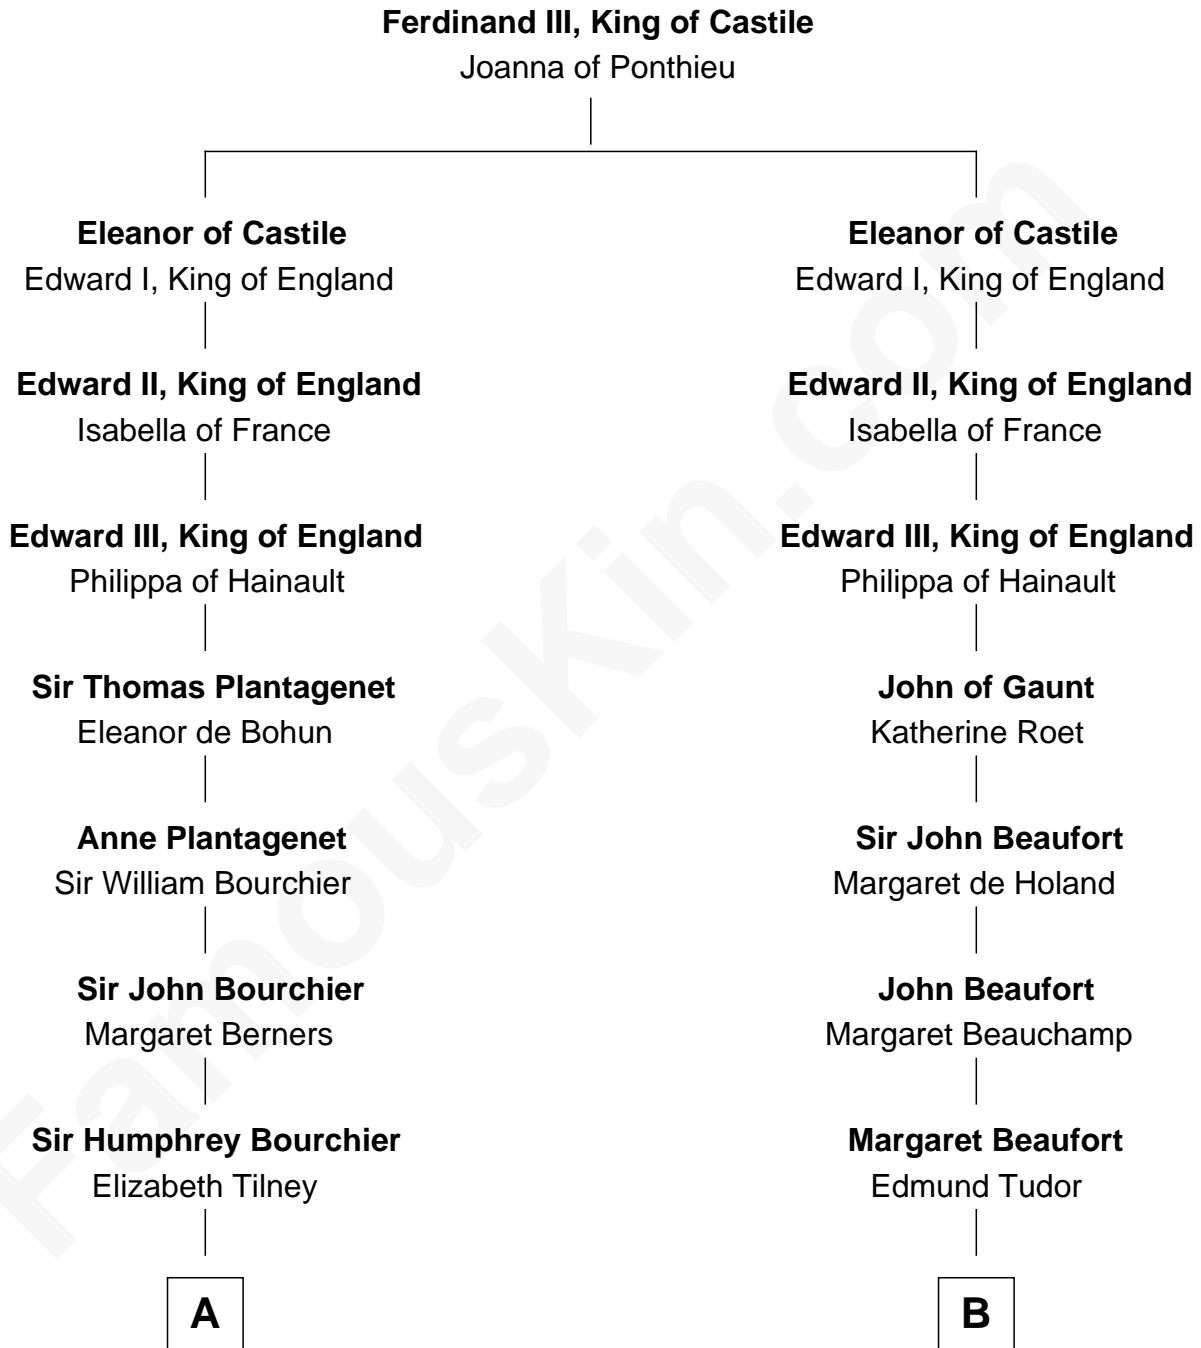 Ferdinand III, King of Castile
Joanna of Ponthieu
Eleanor of Castile
Edward I, King of England
Edward II, King of England
Isabella of France
Edward III, King of England
Philippa of Hainault
Sir Thomas Plantagenet
Eleanor de Bohun
Anne Plantagenet
Sir William Bourchier
Sir John Bourchier
Margaret Berners
Sir Humphrey Bourchier
Elizabeth Tilney
A
Eleanor of Castile
Edward I, King of England
Edward II, King of England
Isabella of France
Edward III, King of England
Philippa of Hainault
John of Gaunt
Katherine Roet
Sir John Beaufort
Margaret de Holand
John Beaufort
Margaret Beauchamp
Margaret Beaufort
Edmund Tudor
B
FamousKin.com